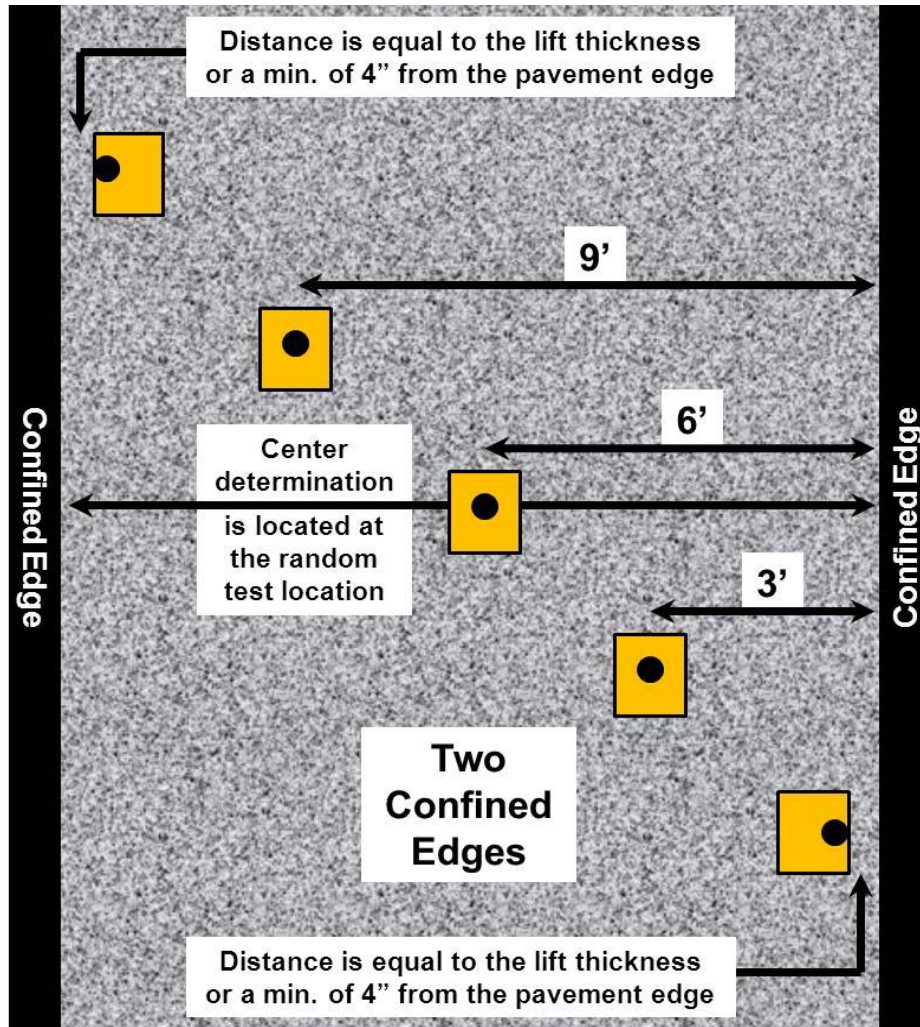 Distance is equal to the lift thickness
or a min. of 4” from the pavement edge
9’
6’
Confined Edge
Center
determination
is located at
the random
test location
Confined Edge
3’
Two
Confined
Edges
Distance is equal to the lift thickness
or a min. of 4” from the pavement edge